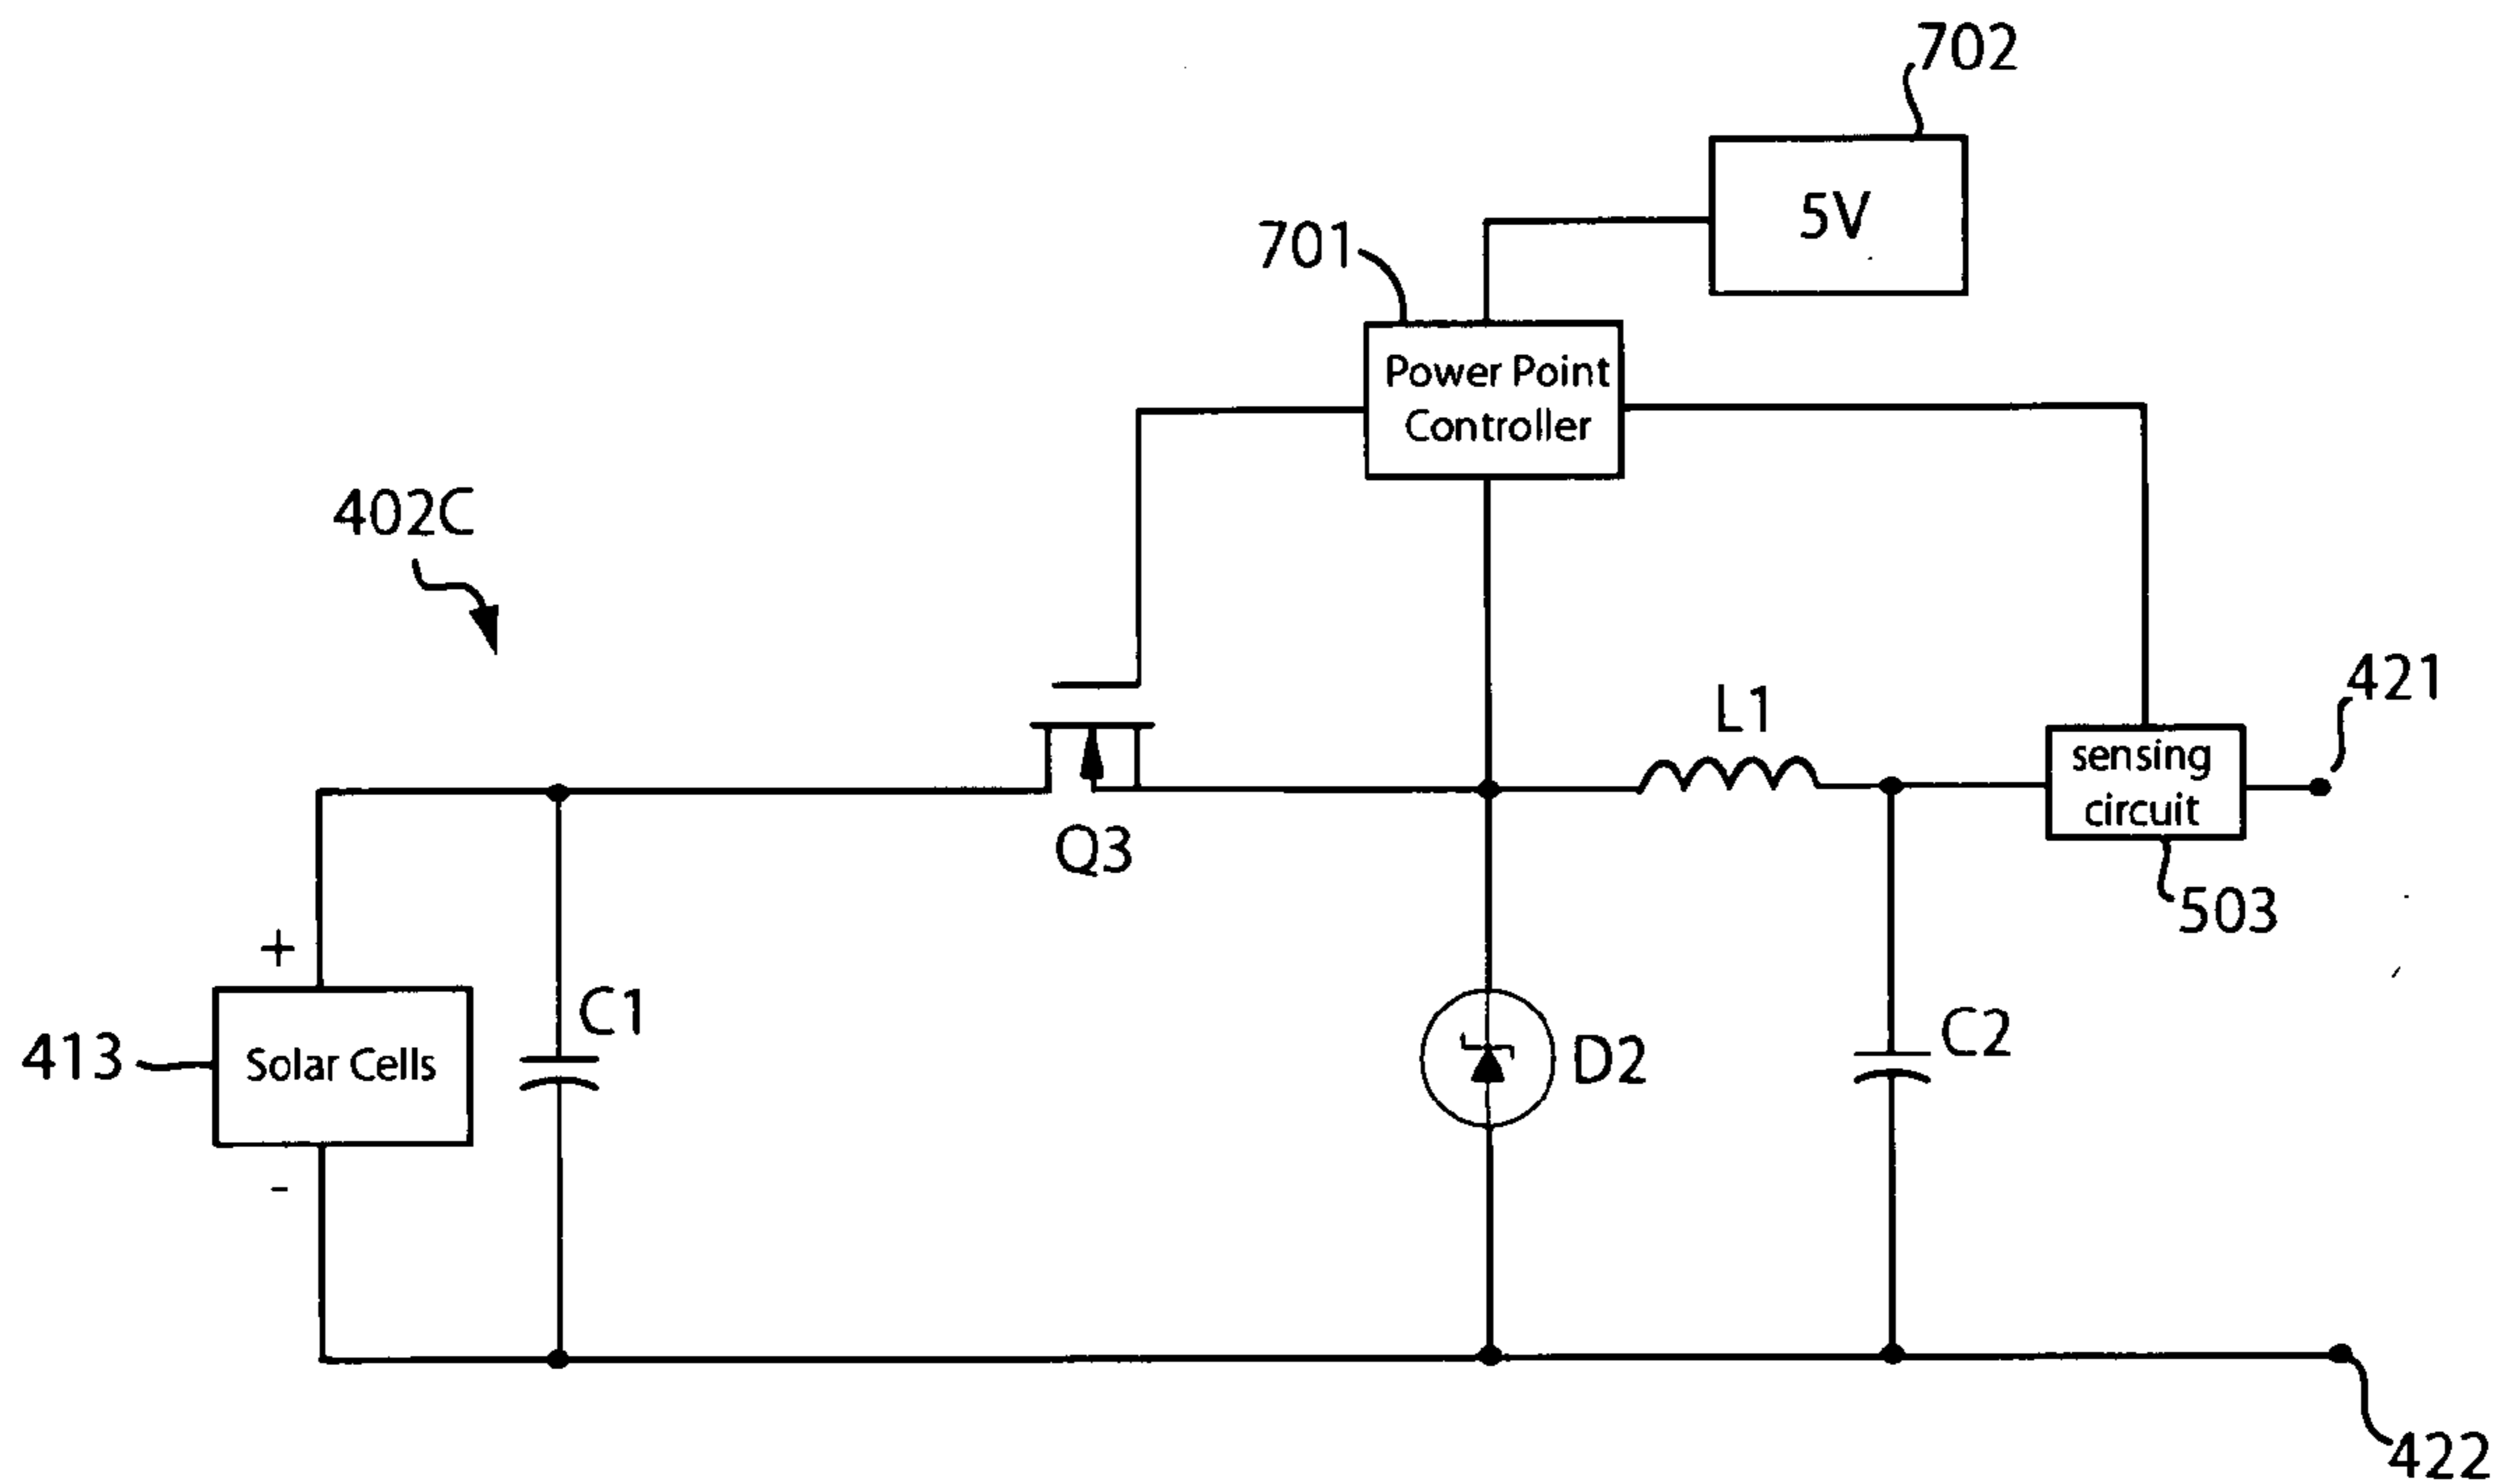 702
5V
701
Power Point
Controller
402C
421
L1
sensing
circuit
Q3
503
+
C1
C2
413
Solar Cells
D2
-
422